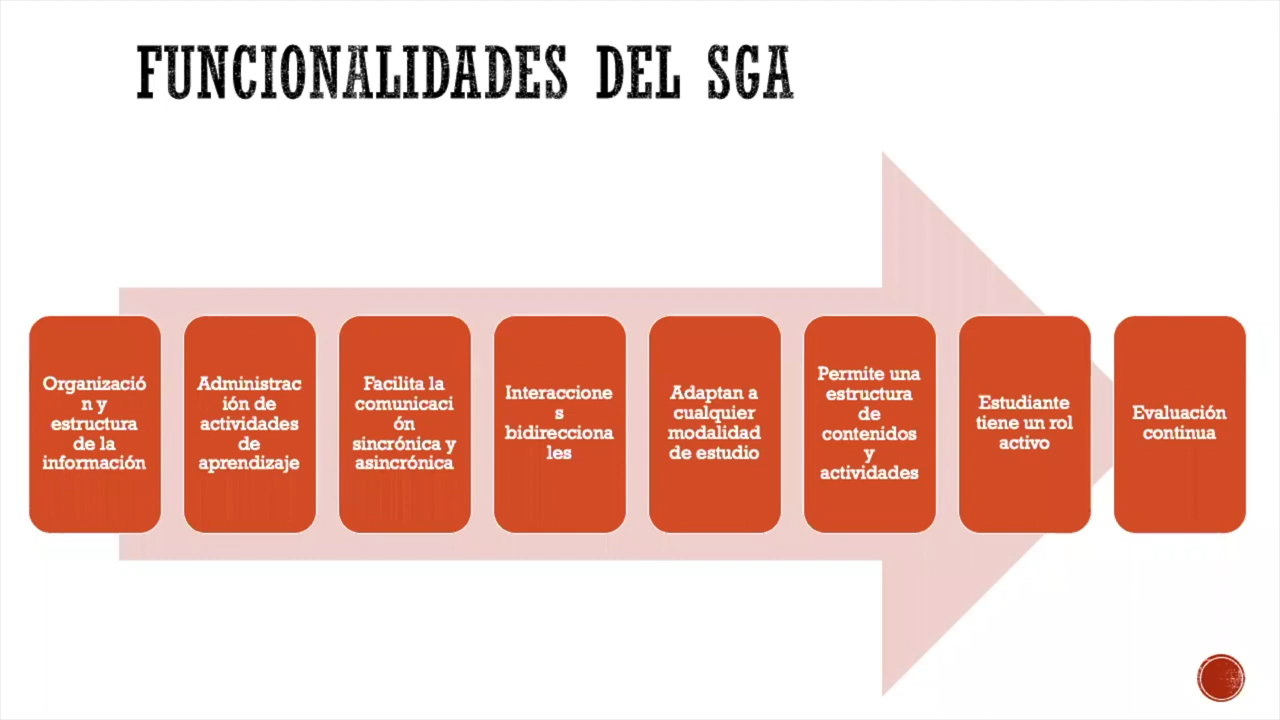 FUNCIONALIDADES DEL SGA
Organizació
n y
estructura
de la
información
Administrac
ión de
actividades
de
aprendizaje
Facilita la
comunicaci
ón
sincrónica y
asincrónica
Interaccione
s
bidirecciona
les
Adaptan a
cualquier
modalidad
de estudio
Permite una
estructura
de
contenidos
y
actividades
Estudiante
tiene un rol
activo
Evaluación
continua